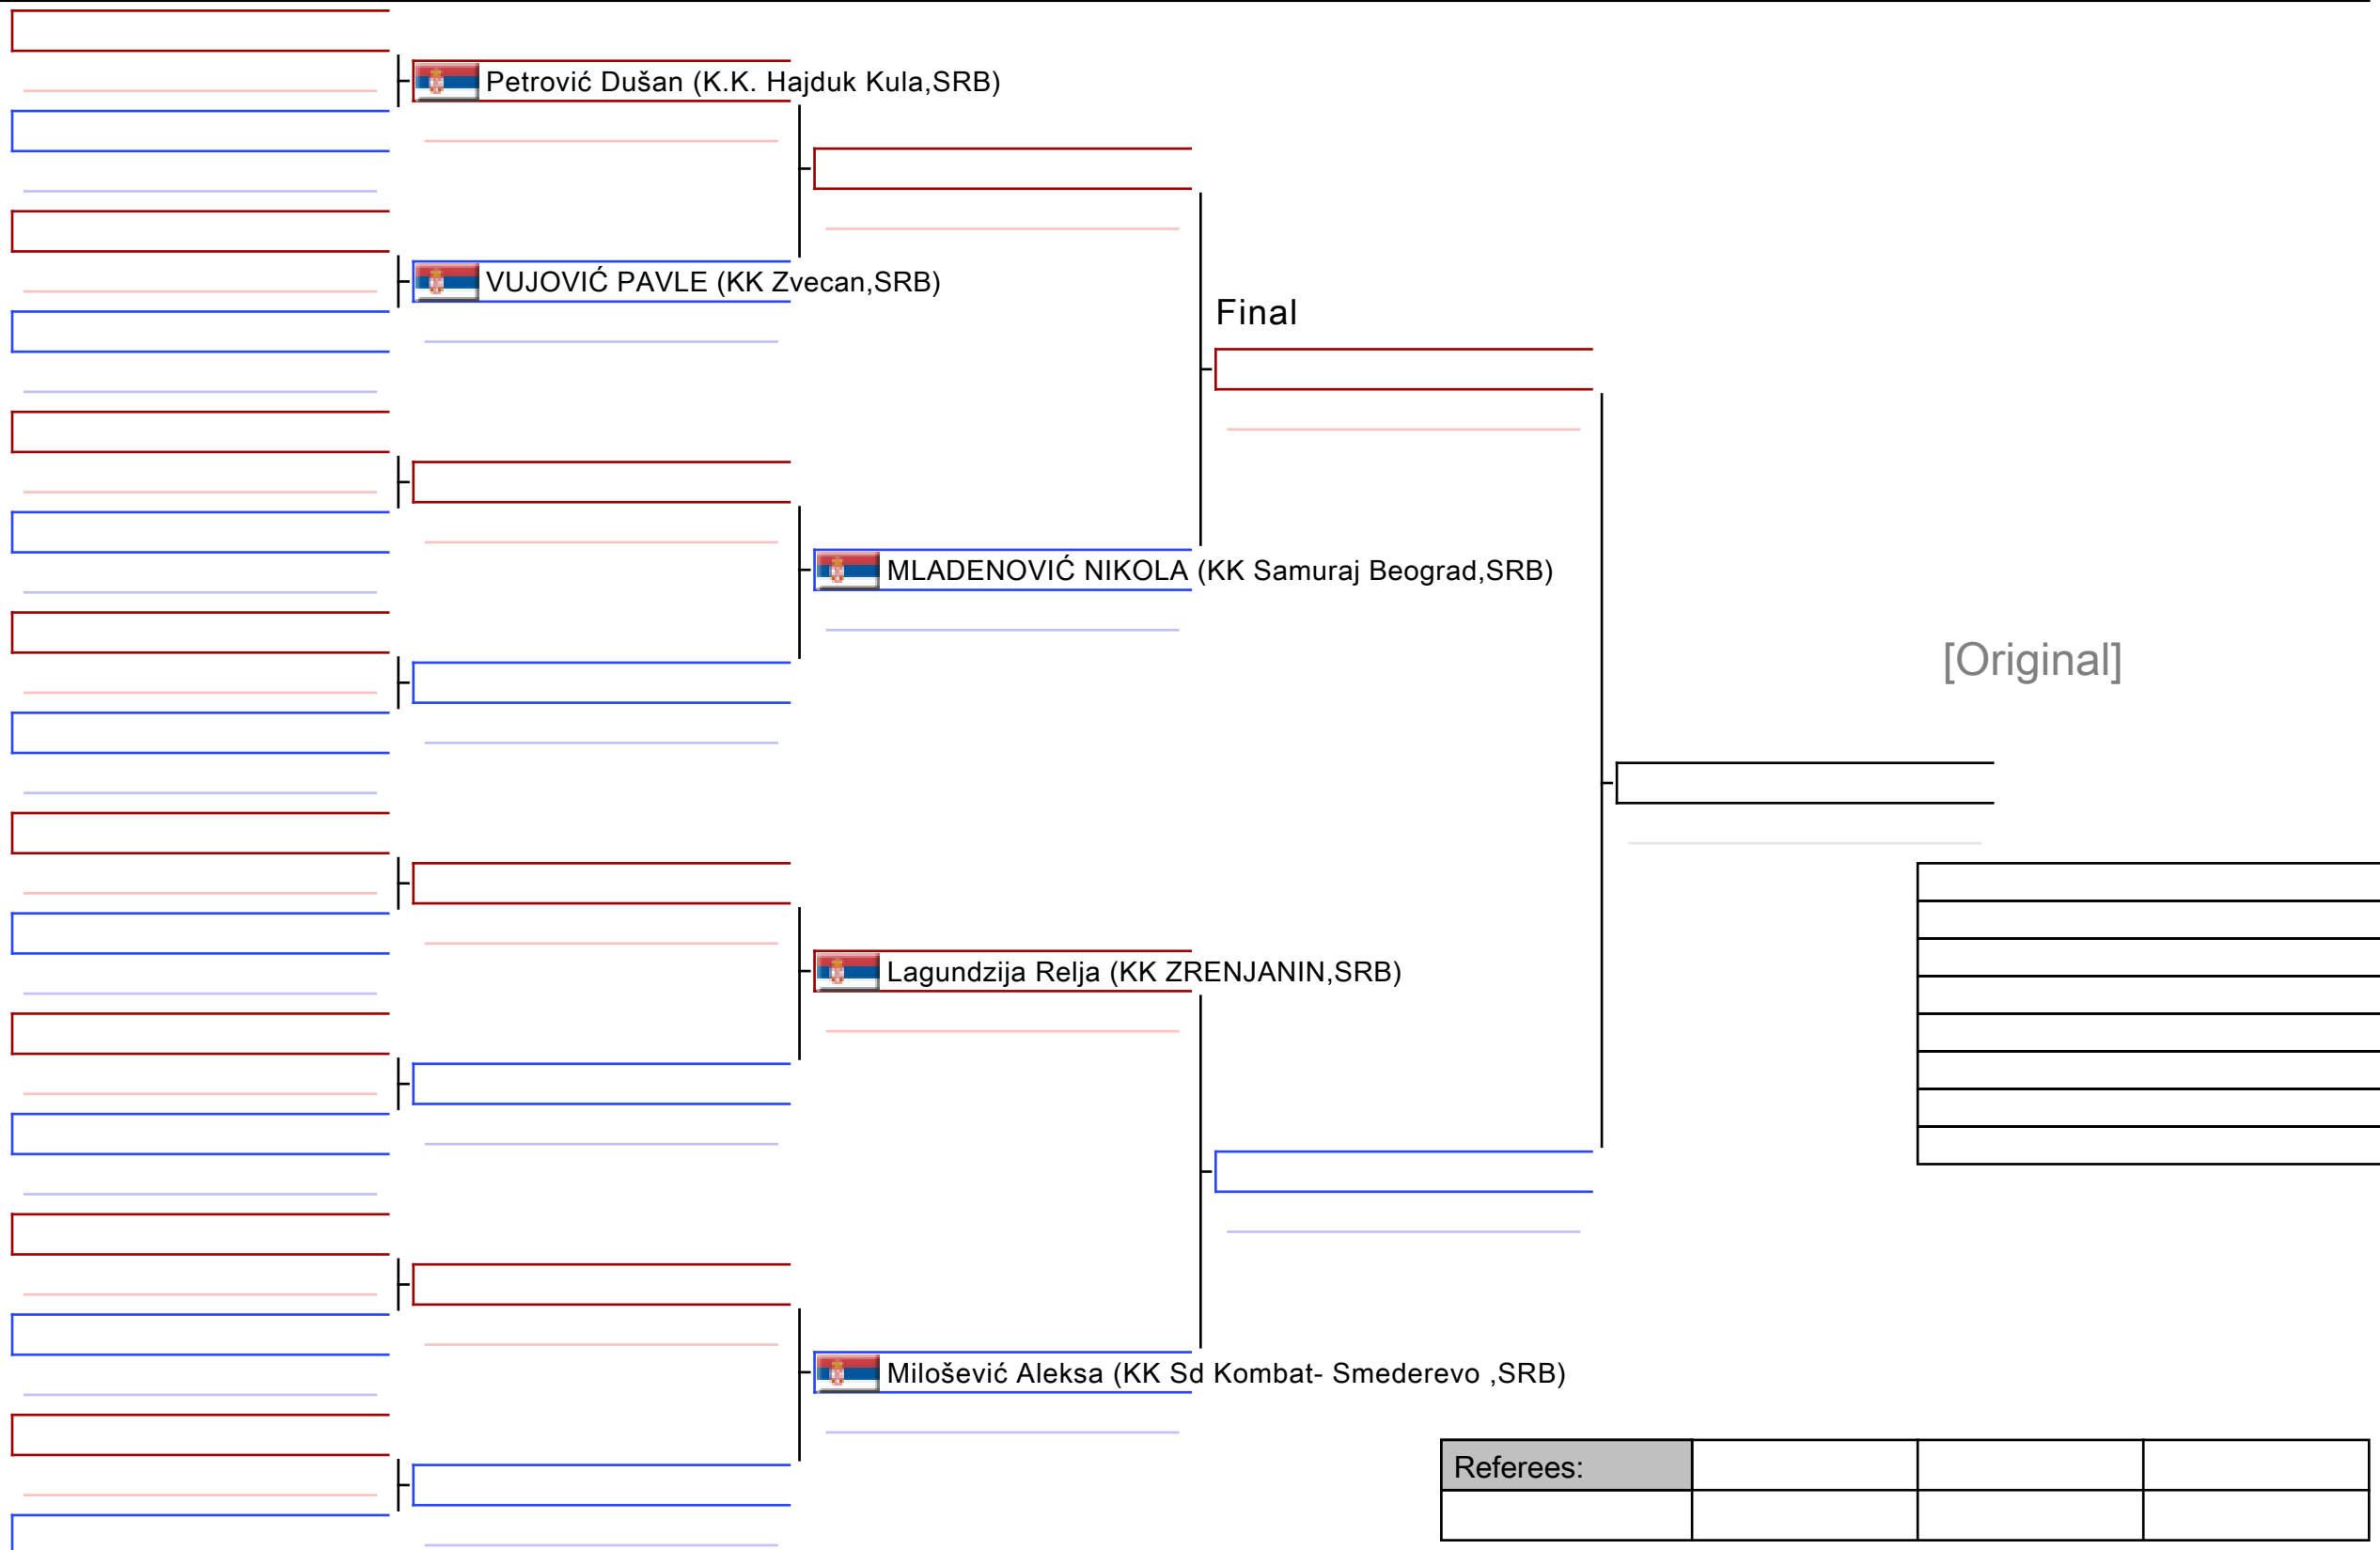 Petrović Dušan (K.K. Hajduk Kula,SRB)
VUJOVIĆ PAVLE (KK Zvecan,SRB)
Final
MLADENOVIĆ NIKOLA (KK Samuraj Beograd,SRB)
[Original]
Lagundzija Relja (KK ZRENJANIN,SRB)
Milošević Aleksa (KK Sd Kombat- Smederevo ,SRB)
Referees: